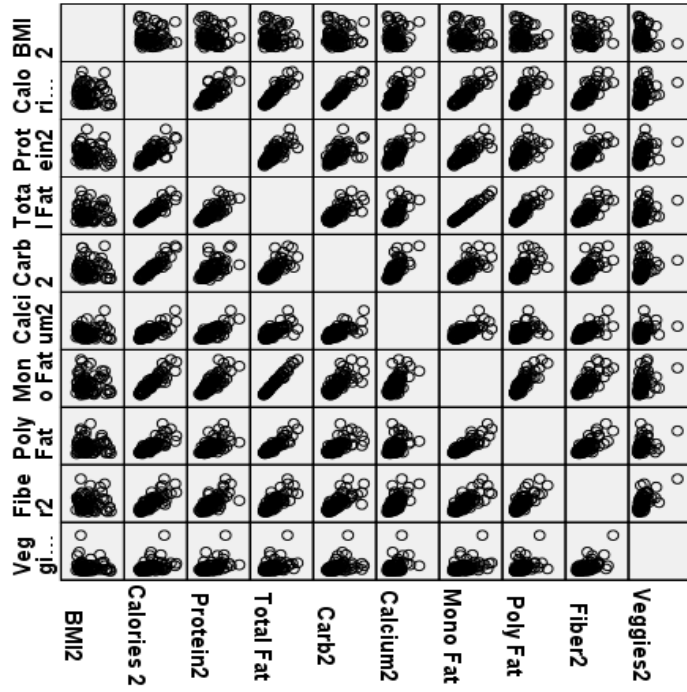 BMI
2
Calo
ri...
Prot
ein2
Tota
l Fat
Carb
2
Calci
um2
Mon
o Fat
Poly
Fat
Fibe
r2
Veg
gi...
BMI2
Calories 2
Protein2
Total Fat
Carb2
Calcium2
Mono Fat
Poly Fat
Fiber2
Veggies2